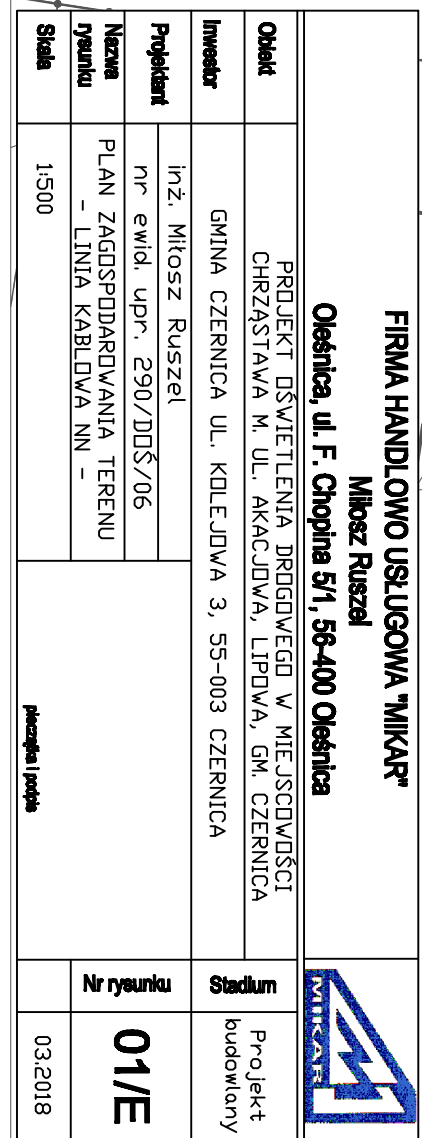 FIRMA HANDLOWO USŁUGOWA "MIKAR"
Miłosz Ruszel
Oleśnica, ul. F. Chopina 5/1, 56-400 Oleśnica
MIKAR
Obiekt
PROJEKT OŚWIETLENIA DROGOWEGO W MIEJSCOWOŚCI
CHRZĄSTAWA M. UL. AKACJOWA, LIPOWA, GM. CZERNICA
Stadium
Projekt
budowlany
Inwestor
GMINA CZERNICA UL. KOLEJOWA 3, 55-003 CZERNICA
Projektant
inż. Miłosz Ruszel
nr ewid. upr. 290/DOŚ/06
Nr rysunku
01/E
Nazwa
rysunku
PLAN ZAGOSPODAROWANIA TERENU
- LINIA KABLOWA NN -
Skala
1:500
pieczątka i podpis
03.2018